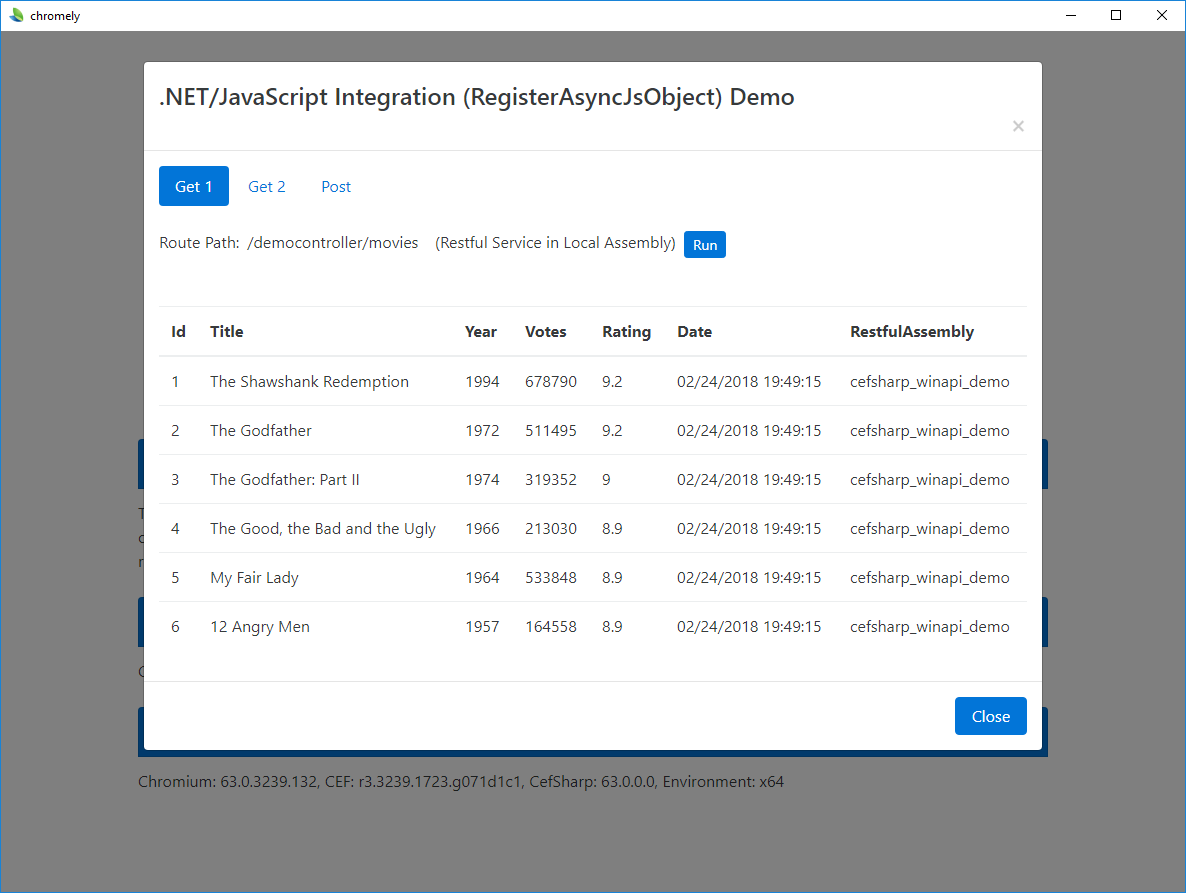 chromely
.NET/JavaScript Integration (RegisterAsyncJsObject) Demo
×
Get 1 Get 2 Post
Route Path: /democontroller/movies (Restful Service in Local Assembly) Run
Id Title Year Votes Rating Date RestfulAssembly
1 The Shawshank Redemption 1994 678790 9.2 02/24/2018 19:49:15 cefsharp_winapi_demo
2 The Godfather 1972 511495 9.2 02/24/2018 19:49:15 cefsharp_winapi_demo
3 The Godfather: Part II 1974 319352 9 02/24/2018 19:49:15 cefsharp_winapi_demo
4 The Good, the Bad and the Ugly 1966 213030 8.9 02/24/2018 19:49:15 cefsharp_winapi_demo
5 My Fair Lady 1964 533848 8.9 02/24/2018 19:49:15 cefsharp_winapi_demo
6 12 Angry Men 1957 164558 8.9 02/24/2018 19:49:15 cefsharp_winapi_demo
Close
Chromium: 63.0.3239.132, CEF: r3.3239.1723.g071d1c1, CefSharp: 63.0.0.0, Environment: x64